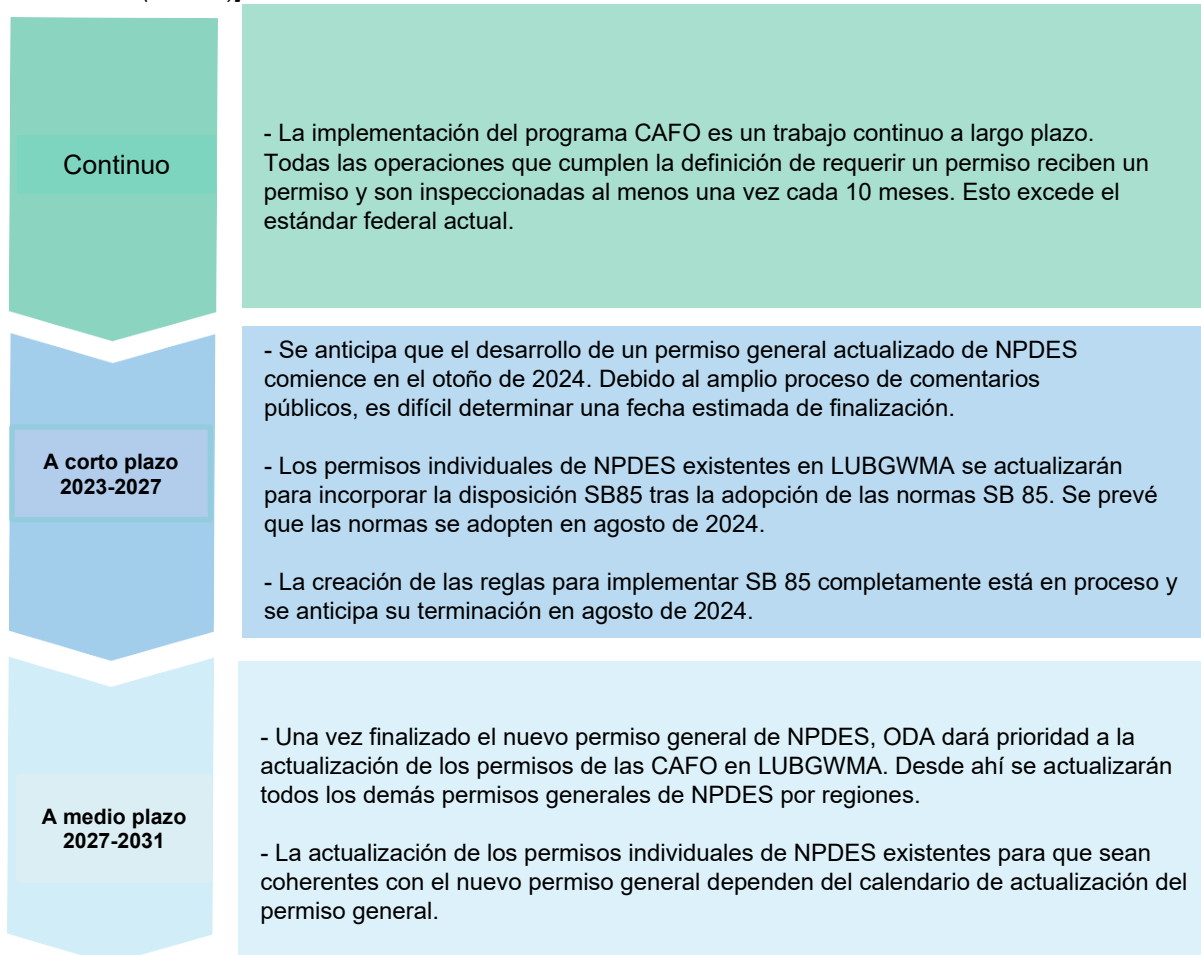 Continuo
- La implementación del programa CAFO es un trabajo continuo a largo plazo.
Todas las operaciones que cumplen la definición de requerir un permiso reciben un
permiso y son inspeccionadas al menos una vez cada 10 meses. Esto excede el
estándar federal actual.
A corto plazo
2023-2027
- Se anticipa que el desarrollo de un permiso general actualizado de NPDES
comience en el otoño de 2024. Debido al amplio proceso de comentarios
públicos, es difícil determinar una fecha estimada de finalización.
- Los permisos individuales de NPDES existentes en LUBGWMA se actualizarán
para incorporar la disposición SB85 tras la adopción de las normas SB 85. Se prevé
que las normas se adopten en agosto de 2024.
- La creación de las reglas para implementar SB 85 completamente está en proceso y
se anticipa su terminación en agosto de 2024.
A medio plazo
2027-2031
- Una vez finalizado el nuevo permiso general de NPDES, ODA dará prioridad a la
actualización de los permisos de las CAFO en LUBGWMA. Desde ahí se actualizarán
todos los demás permisos generales de NPDES por regiones.
- La actualización de los permisos individuales de NPDES existentes para que sean
coherentes con el nuevo permiso general dependen del calendario de actualización del
permiso general.